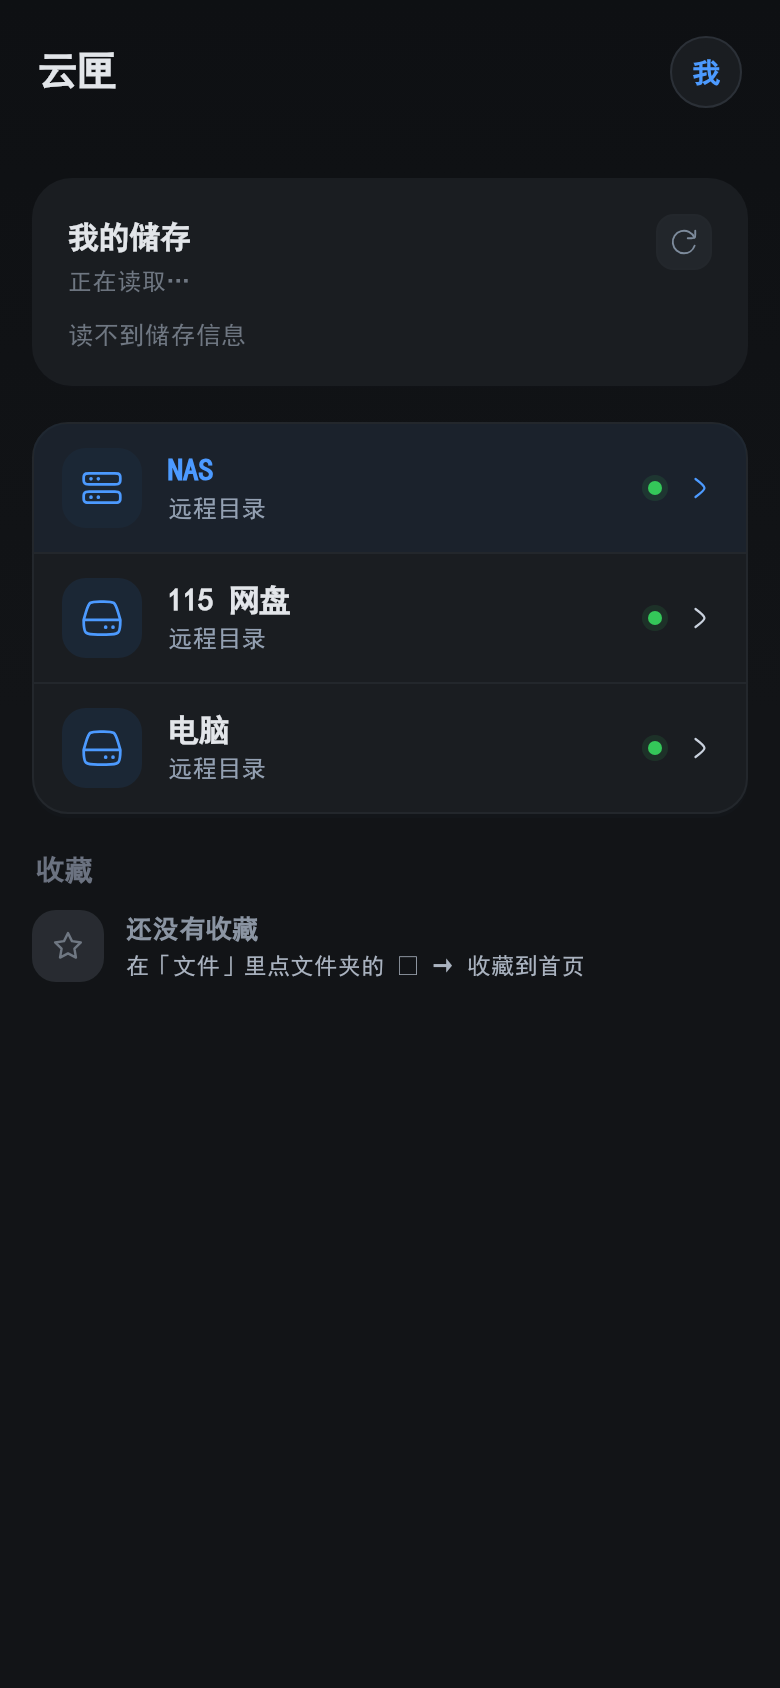 云匣
我
我的储存
正在读取…
读不到储存信息
NAS
远程目录
115 网盘
远程目录
电脑
远程目录
收藏
还没有收藏
在「文件」里点文件夹的 □ → 收藏到首页